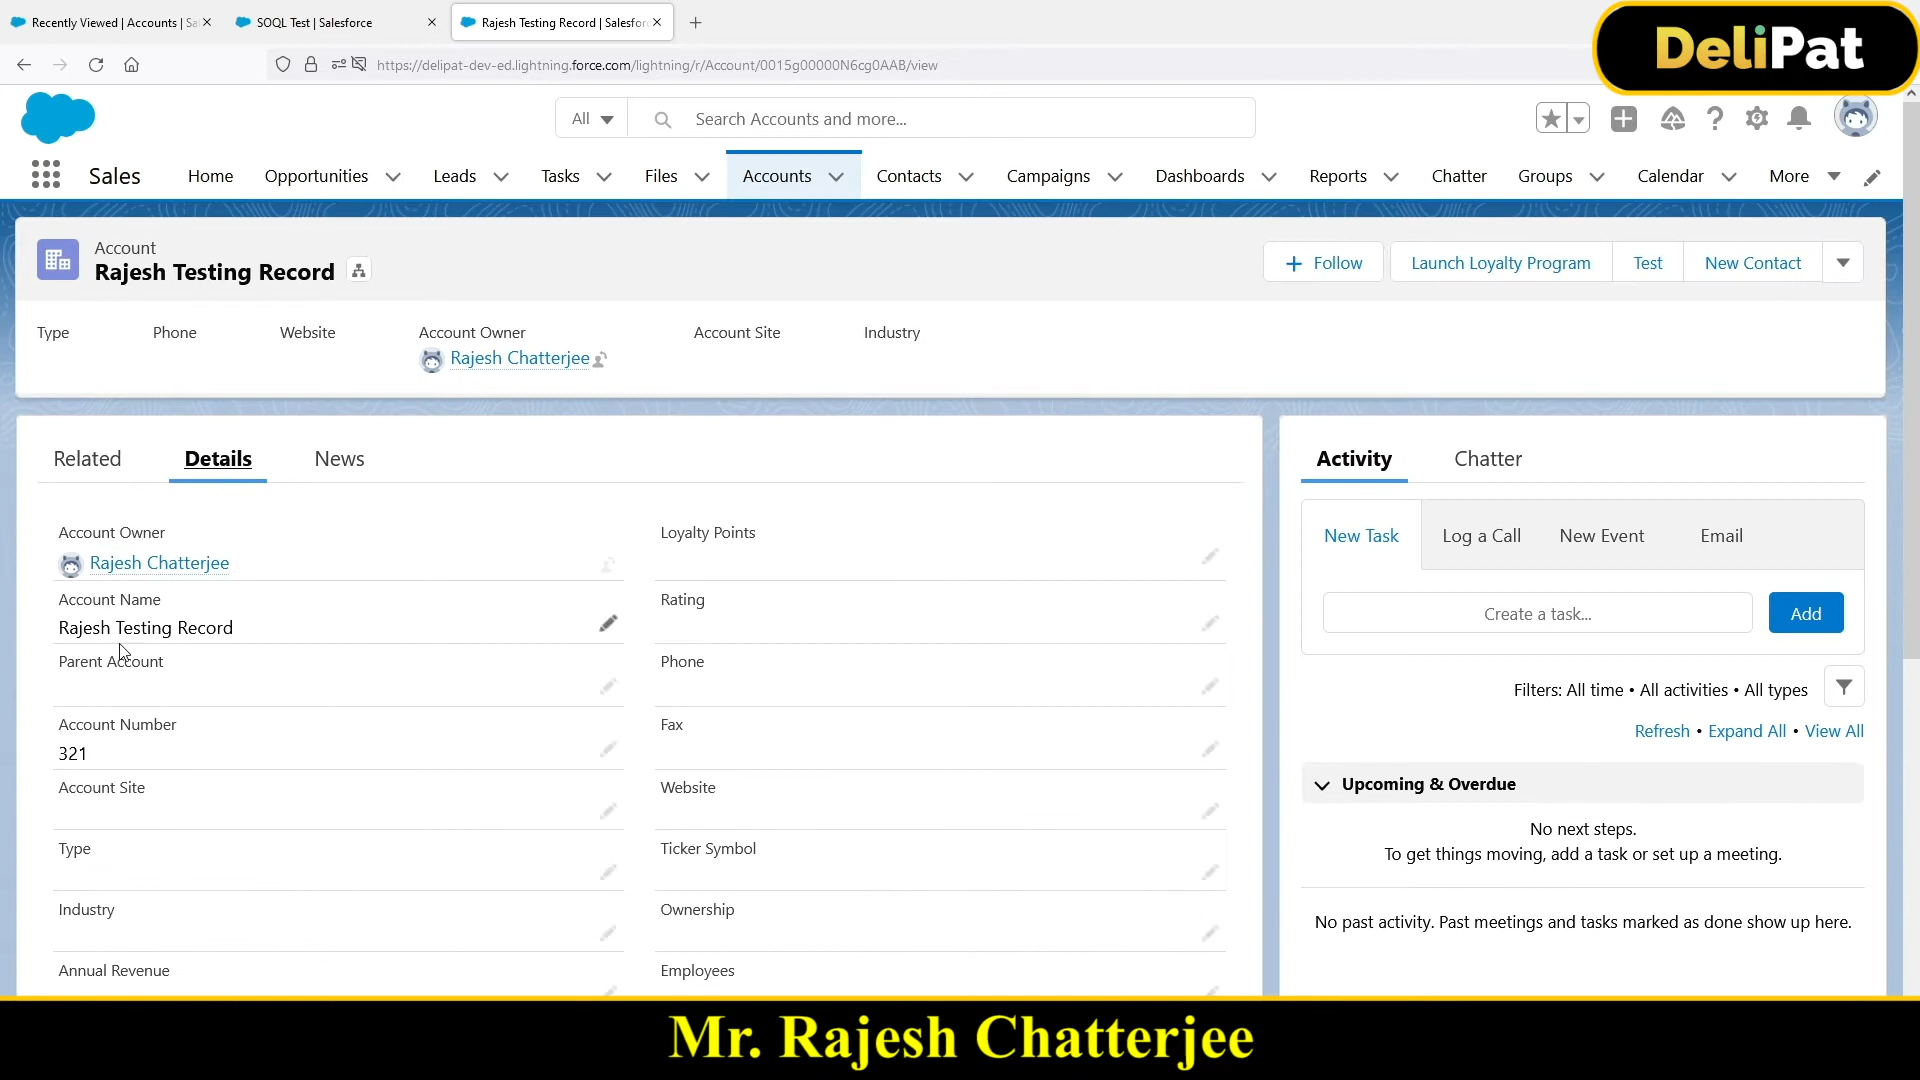 Recently Viewed | Accounts | Sa
SOQL Test | Salesforce
Rajesh Testing Record | Salesfor
DeliPat
https://delipat-dev-ed.lightning.force.com/lightning/r/Account/0015g00000N6cg0AAB/view
All
Search Accounts and more...
Sales
Home
Opportunities
Leads
Tasks
Files
Accounts
Contacts
Campaigns
Dashboards
Reports
Chatter
Groups
Calendar
More
Account
Rajesh Testing Record
Follow
Launch Loyalty Program
Test
New Contact
Type
Phone
Website
Account Owner
Rajesh Chatterjee
Account Site
Industry
Related
Details
News
Account Owner
Rajesh Chatterjee
Loyalty Points
Account Name
Rajesh Testing Record
Rating
Parent Account
Phone
Account Number
321
Fax
Account Site
Website
Type
Ticker Symbol
Industry
Ownership
Annual Revenue
Employees
Activity
Chatter
New Task
Log a Call
New Event
Email
Create a task...
Add
Filters: All time • All activities • All types
Refresh • Expand All • View All
Upcoming & Overdue
No next steps.
To get things moving, add a task or set up a meeting.
No past activity. Past meetings and tasks marked as done show up here.
Mr. Rajesh Chatterjee